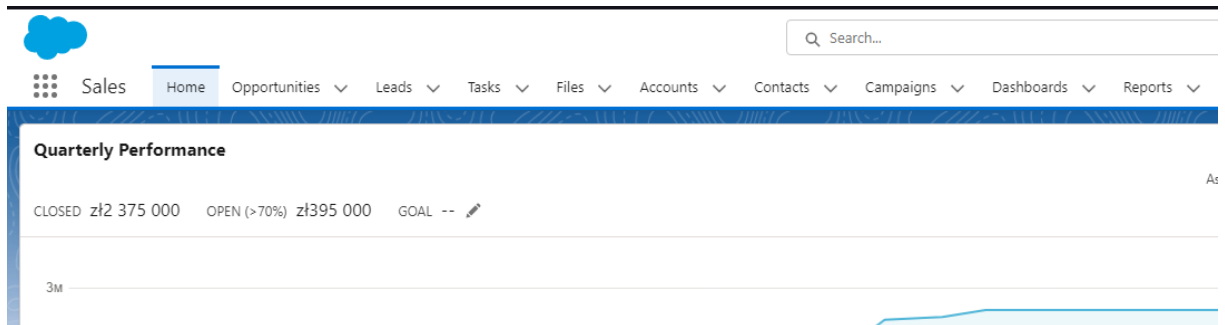 Search...
Sales Home Opportunities Leads Tasks Files Accounts Contacts Campaigns Dashboards Reports
Quarterly Performance
As
CLOSED zł2 375 000 OPEN (>70%) zł395 000 GOAL --
3M